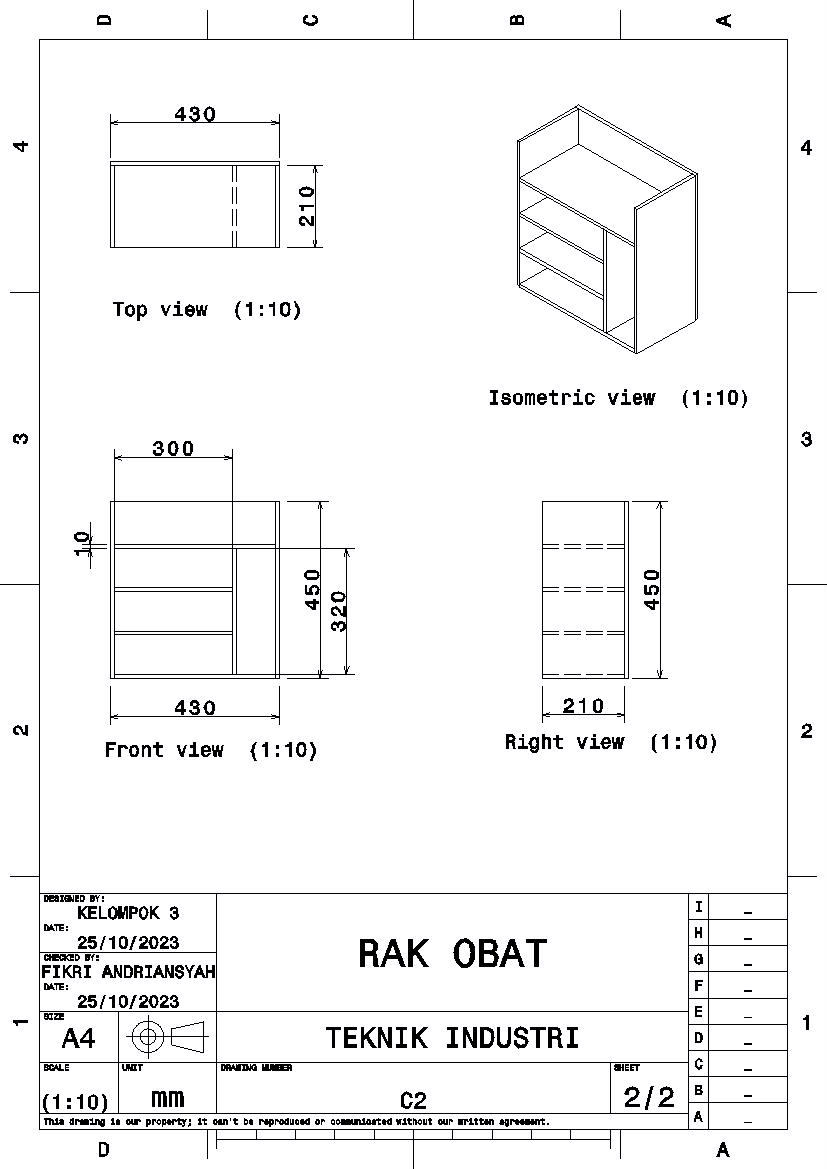 D C B A
4 4
430
210
Top view (1:10)
Isometric view (1:10)
3 3
300
10
450
320
430
Front view (1:10)
450
210
Right view (1:10)
2 2
DESIGNED BY:
KELOMPOK 3
DATE:
25/10/2023
CHECKED BY:
FIKRI ANDRIANSYAH
DATE:
25/10/2023
RAK OBAT
I _
H _
G _
F _
E _
D _
C _
B _
A _
1 1
SIZE
A4
TEKNIK INDUSTRI
SCALE
(1:10)
UNIT
mm
DRAWING NUMBER
C2
SHEET
2/2
This drawing is our property; it can't be reproduced or communicated without our written agreement.
D A